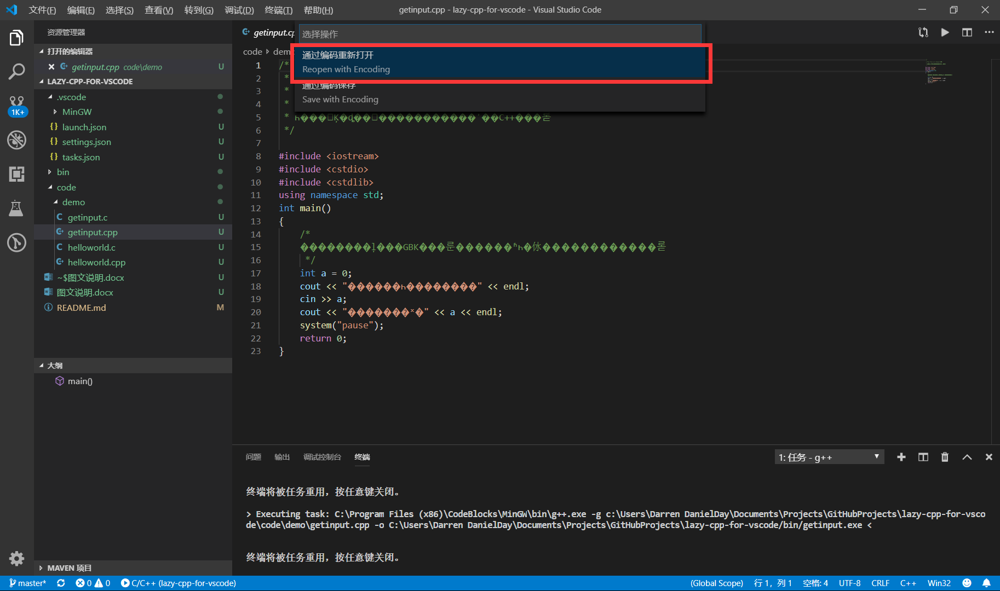 文件(F) 编辑(E) 选择(S) 查看(V) 转到(G) 调试(D) 终端(T) 帮助(H)
getinput.cpp - lazy-cpp-for-vscode - Visual Studio Code
资源管理器
打开的编辑器
getinput.cpp code\demo U
LAZY-CPP-FOR-VSCODE
.vscode
MinGW
launch.json U
settings.json U
tasks.json U
bin
code
demo
getinput.c U
getinput.cpp U
helloworld.c U
helloworld.cpp U
~$图文说明.docx U
图文说明.docx U
README.md M
大纲
main()
MAVEN 项目
1K+
getinput.cp
选择操作
通过编码重新打开
Reopen with Encoding
通过编码保存
Save with Encoding
code dem
1 /*
2 *
3 *
4 *
5 * C++
6 */
7
8 #include <iostream>
9 #include <cstdio>
10 #include <cstdlib>
11 using namespace std;
12 int main()
13 {
14 /*
15 GBK
16 */
17 int a = 0;
18 cout << "������һ��������" << endl;
19 cin >> a;
20 cout << "�������ˣ�" << a << endl;
21 system("pause");
22 return 0;
23 }
问题 输出 调试控制台 终端
1: 任务 - g++
终端将被任务重用，按任意键关闭。
> Executing task: C:\Program Files (x86)\CodeBlocks\MinGW\bin\g++.exe -g c:\Users\Darren DanielDay\Documents\Projects\GitHubProjects\lazy-cpp-for-vsco
de\code\demo\getinput.cpp -o C:\Users\Darren DanielDay\Documents\Projects\GitHubProjects\lazy-cpp-for-vscode/bin/getinput.exe <
终端将被任务重用，按任意键关闭。
master* 0 0 C/C++ (lazy-cpp-for-vscode) (Global Scope) 行 1，列 1 空格: 4 UTF-8 CRLF C++ Win32